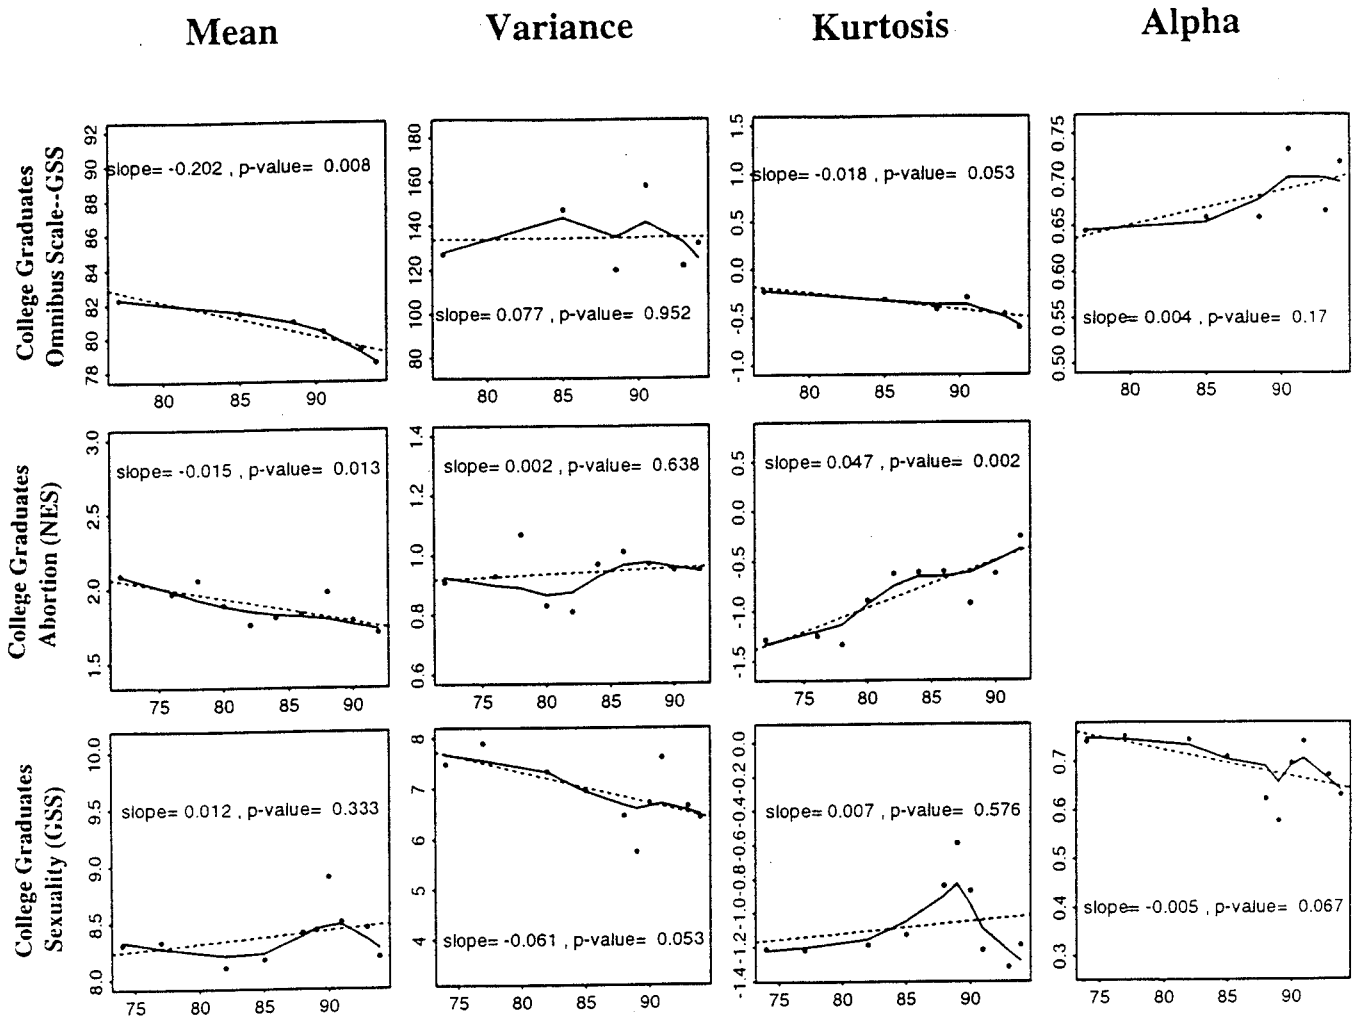 Mean Variance Kurtosis Alpha
College Graduates
Omnibus Scale--GSS
92
90
88
86
84
82
80
78
slope= -0.202 , p-value= 0.008
80 85 90
180
160
140
120
100
80
slope= 0.077 , p-value= 0.952
80 85 90
1.5
1.0
0.5
0.0
-0.5
-1.0
slope= -0.018 , p-value= 0.053
80 85 90
0.75
0.70
0.65
0.60
0.55
0.50
slope= 0.004 , p-value= 0.17
80 85 90
College Graduates
Abortion (NES)
3.0
2.5
2.0
1.5
slope= -0.015 , p-value= 0.013
75 80 85 90
1.4
1.2
1.0
0.8
0.6
slope= 0.002 , p-value= 0.638
75 80 85 90
0.5
0.0
-0.5
-1.0
-1.5
slope= 0.047 , p-value= 0.002
75 80 85 90
College Graduates
Sexuality (GSS)
10.0
9.5
9.0
8.5
8.0
slope= 0.012 , p-value= 0.333
75 80 85 90
8
7
6
5
4
slope= -0.061 , p-value= 0.053
75 80 85 90
-1.4-1.2-1.0-0.8-0.6-0.4-0.2 0.0
slope= 0.007 , p-value= 0.576
75 80 85 90
0.7
0.6
0.5
0.4
0.3
slope= -0.005 , p-value= 0.067
75 80 85 90